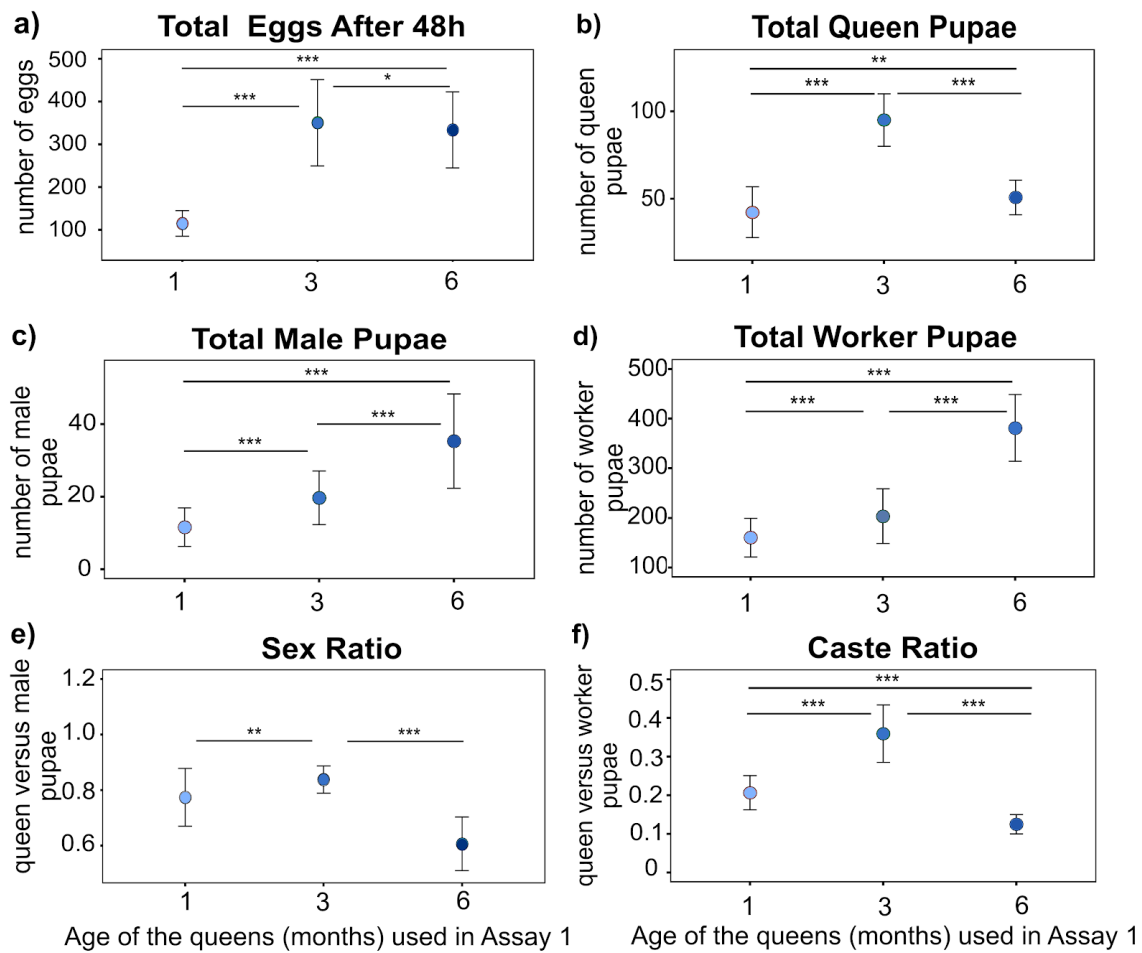 a)
Total Eggs After 48h
number of eggs
500
400
300
200
100
***
***
*
1 3 6
b)
Total Queen Pupae
number of queen
pupae
100
50
**
***
***
1 3 6
c)
Total Male Pupae
number of male
pupae
40
20
0
***
***
***
1 3 6
d)
Total Worker Pupae
number of worker
pupae
500
400
300
200
100
***
***
***
1 3 6
e)
Sex Ratio
queen versus male
pupae
1.2
1.0
0.8
0.6
**
***
1 3 6
Age of the queens (months) used in Assay 1
f)
Caste Ratio
queen versus worker
pupae
0.5
0.4
0.3
0.2
0.1
0
***
***
***
1 3 6
Age of the queens (months) used in Assay 1